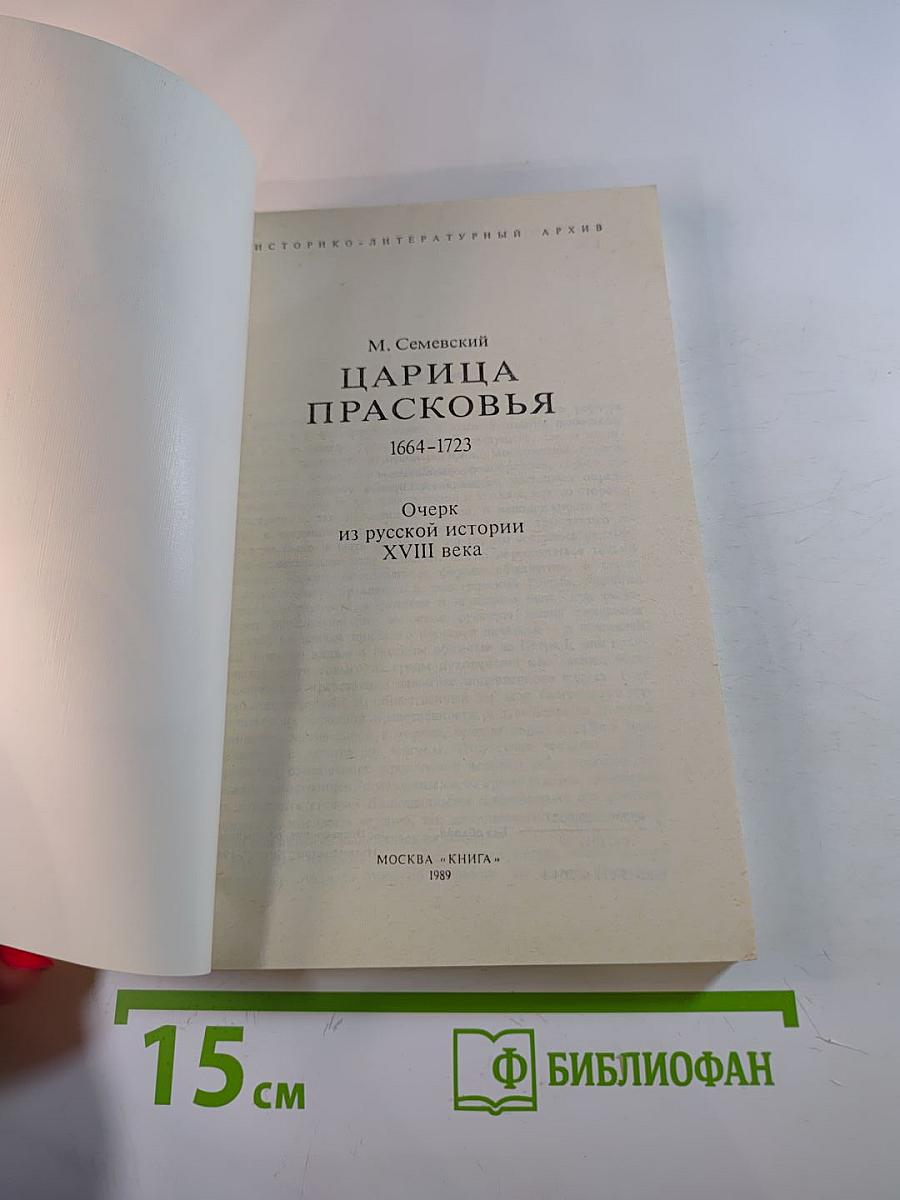 ИСТОРИКО-ЛИТЕРАТУРНЫЙ АРХИВ
М. Семевский
ЦАРИЦА
ПРАСКОВЬЯ
1664-1723
Очерк
из русской истории
XVIII века
МОСКВА «КНИГА»
1989
15 см
Ф БИБЛИОФАН